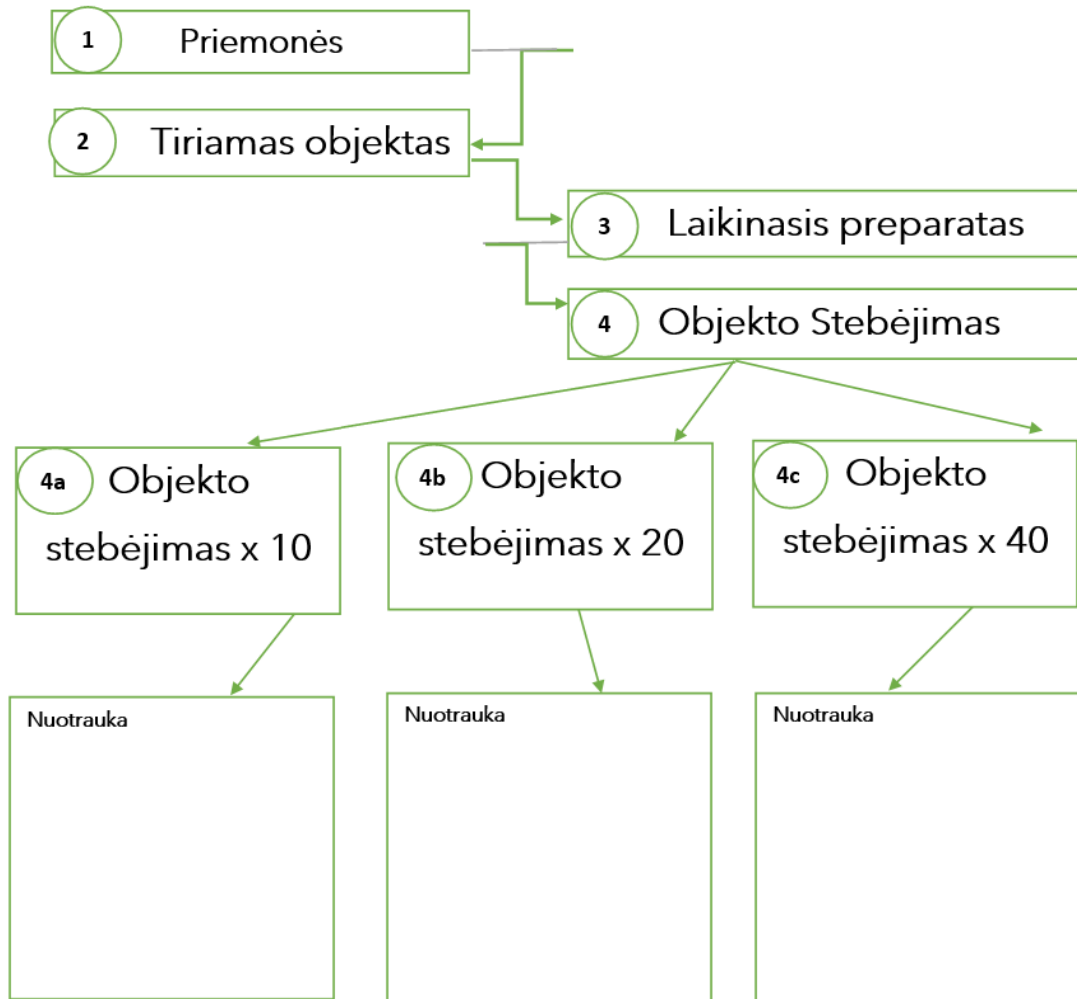 1 Priemonės
2 Tiriamas objektas
3 Laikinasis preparatas
4 Objekto Stebėjimas
4a Objekto
stebėjimas x 10
4b Objekto
stebėjimas x 20
4c Objekto
stebėjimas x 40
Nuotrauka
Nuotrauka
Nuotrauka